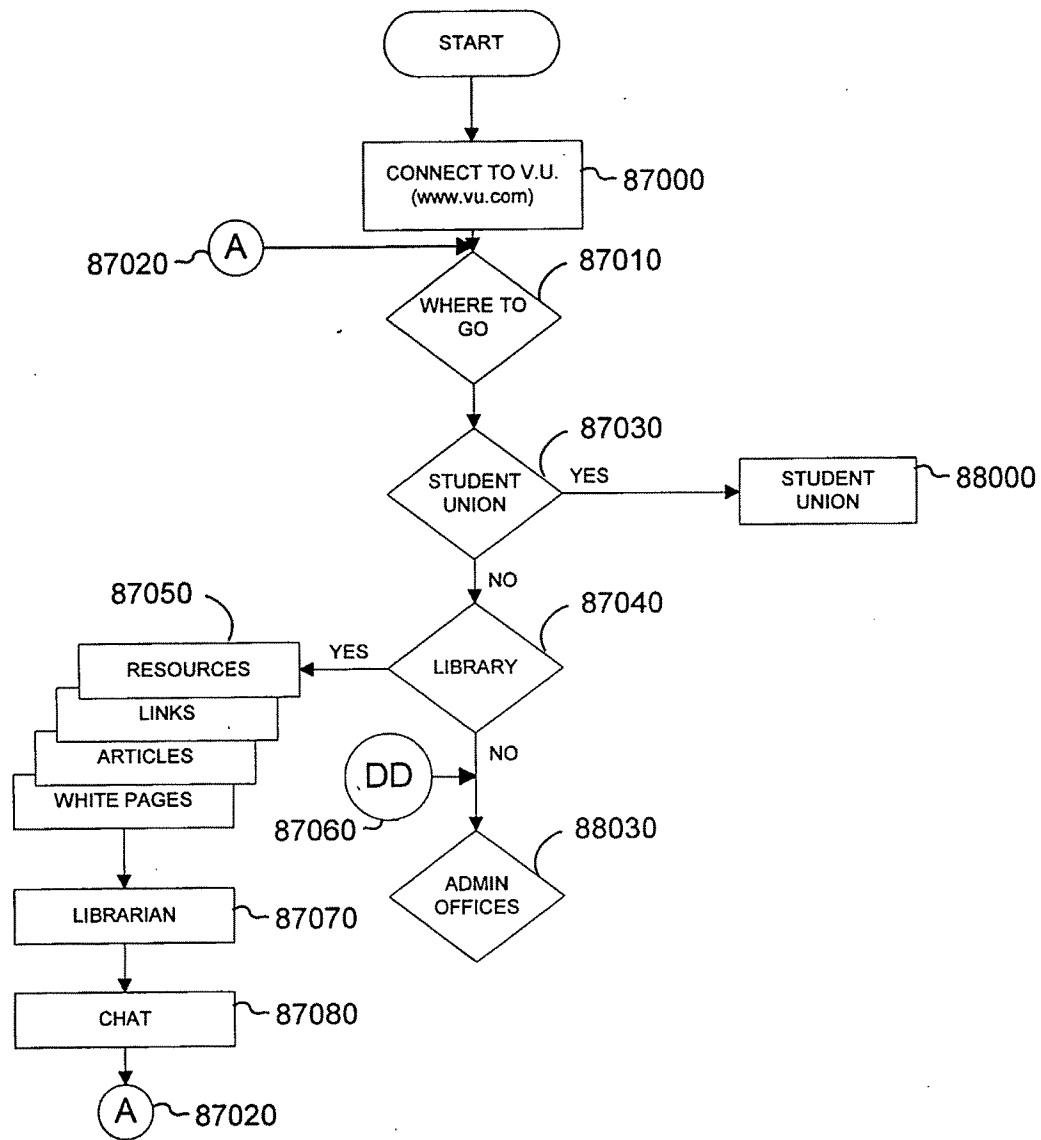 START
CONNECT TO V.U.
(www.vu.com)
87000
A
87020
87010
WHERE TO
GO
87030
STUDENT
UNION
YES
STUDENT
UNION
88000
NO
87050
87040
RESOURCES
YES
LIBRARY
LINKS
ARTICLES
WHITE PAGES
NO
DD
87060
88030
ADMIN
OFFICES
LIBRARIAN
87070
CHAT
87080
A
87020